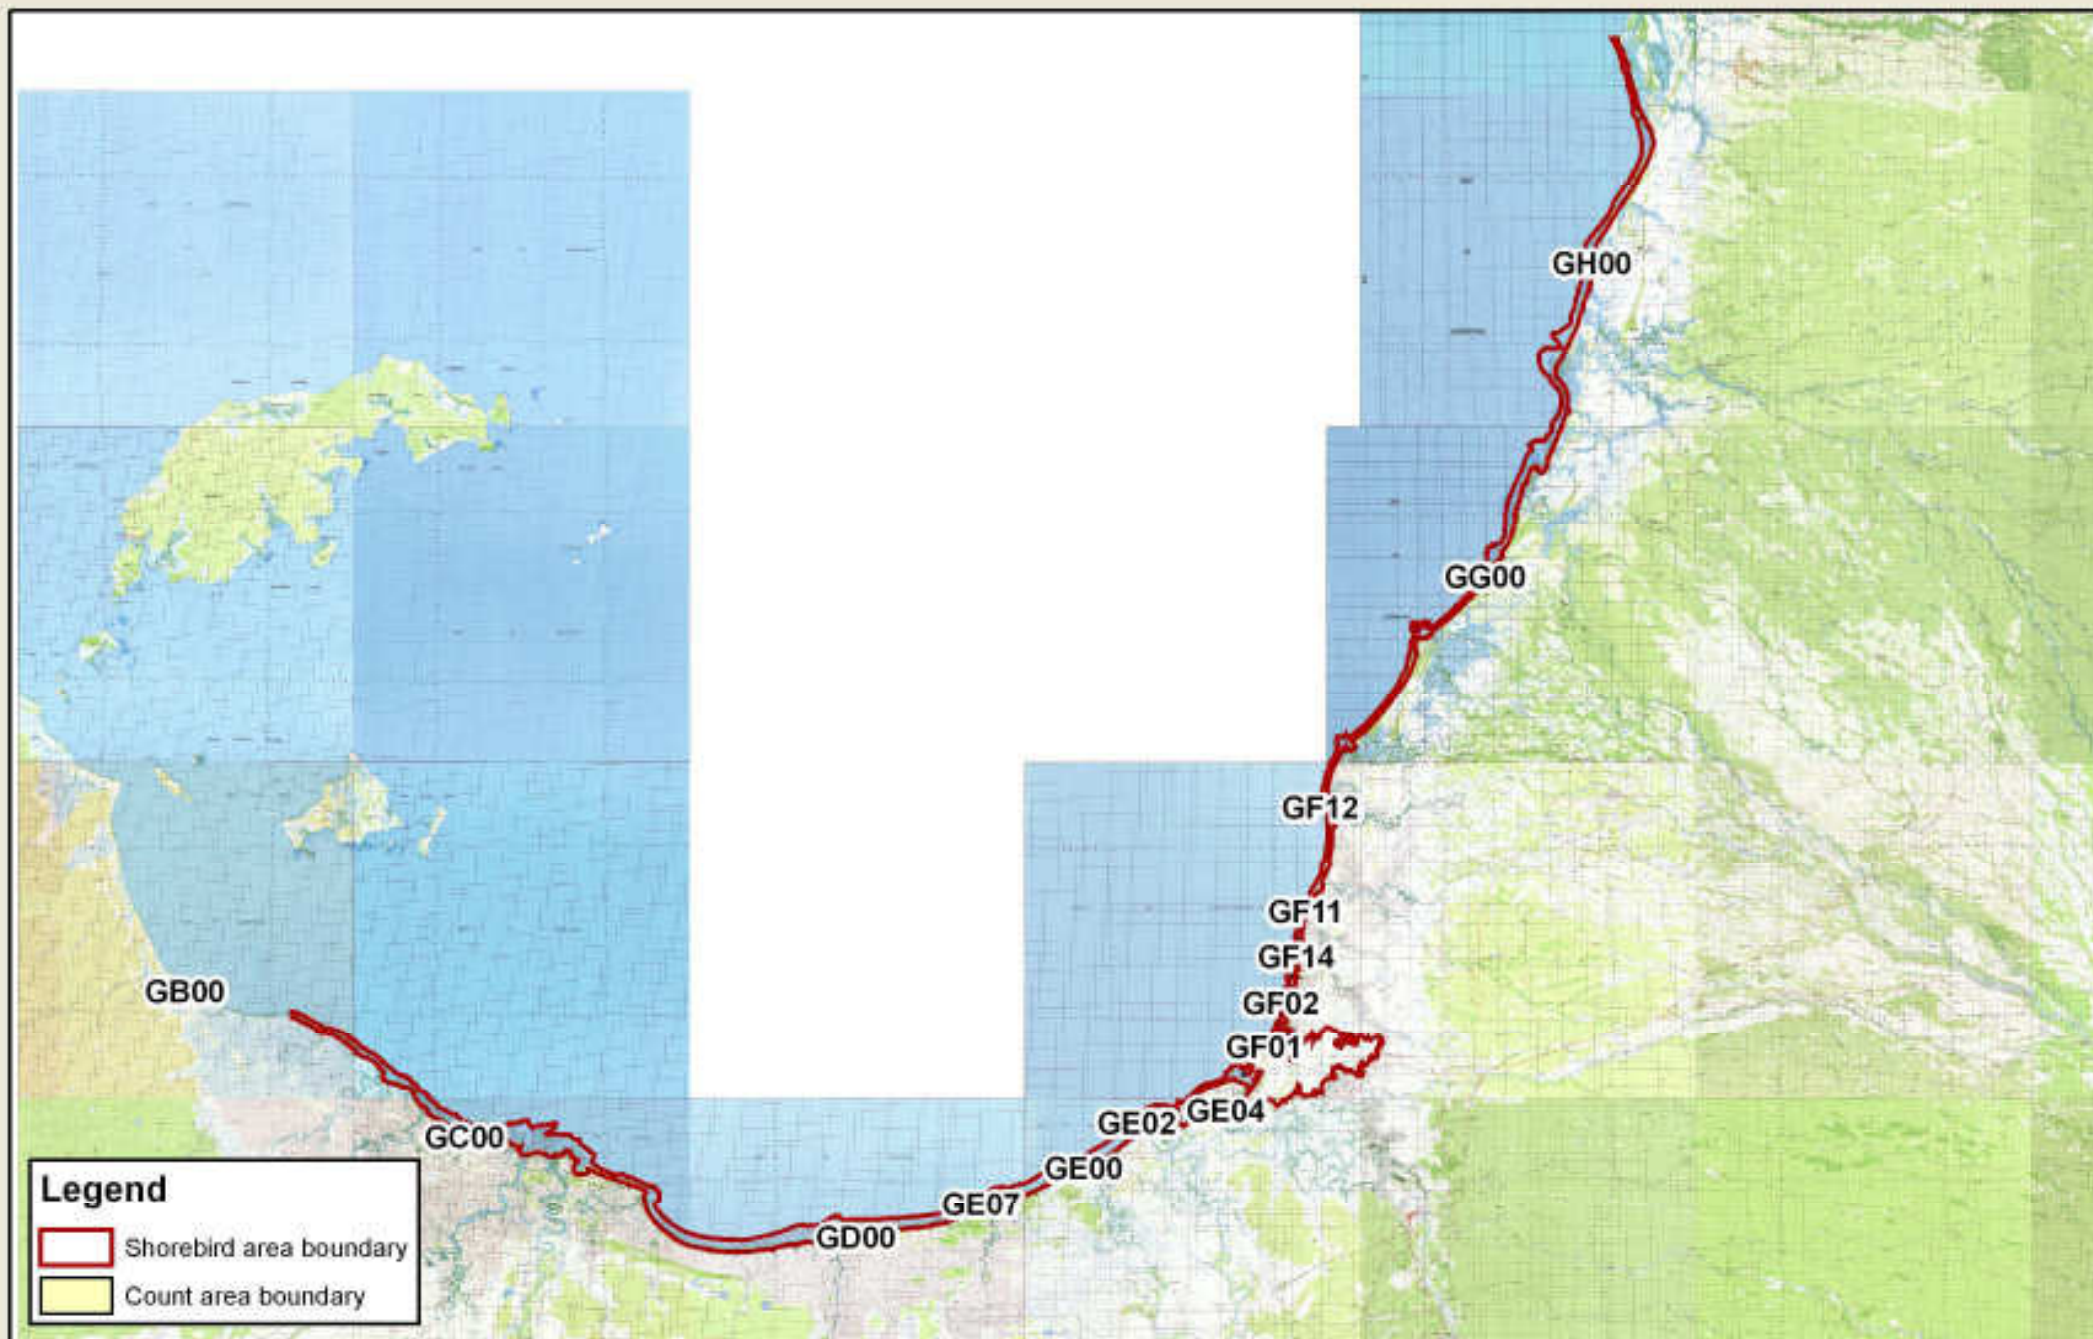 GH00
GG00
GF12
GF11
GF14
GF02
GF01
GB00
GE04
GE02
GC00
GE00
GE07
GD00
Legend
Shorebird area boundary
Count area boundary